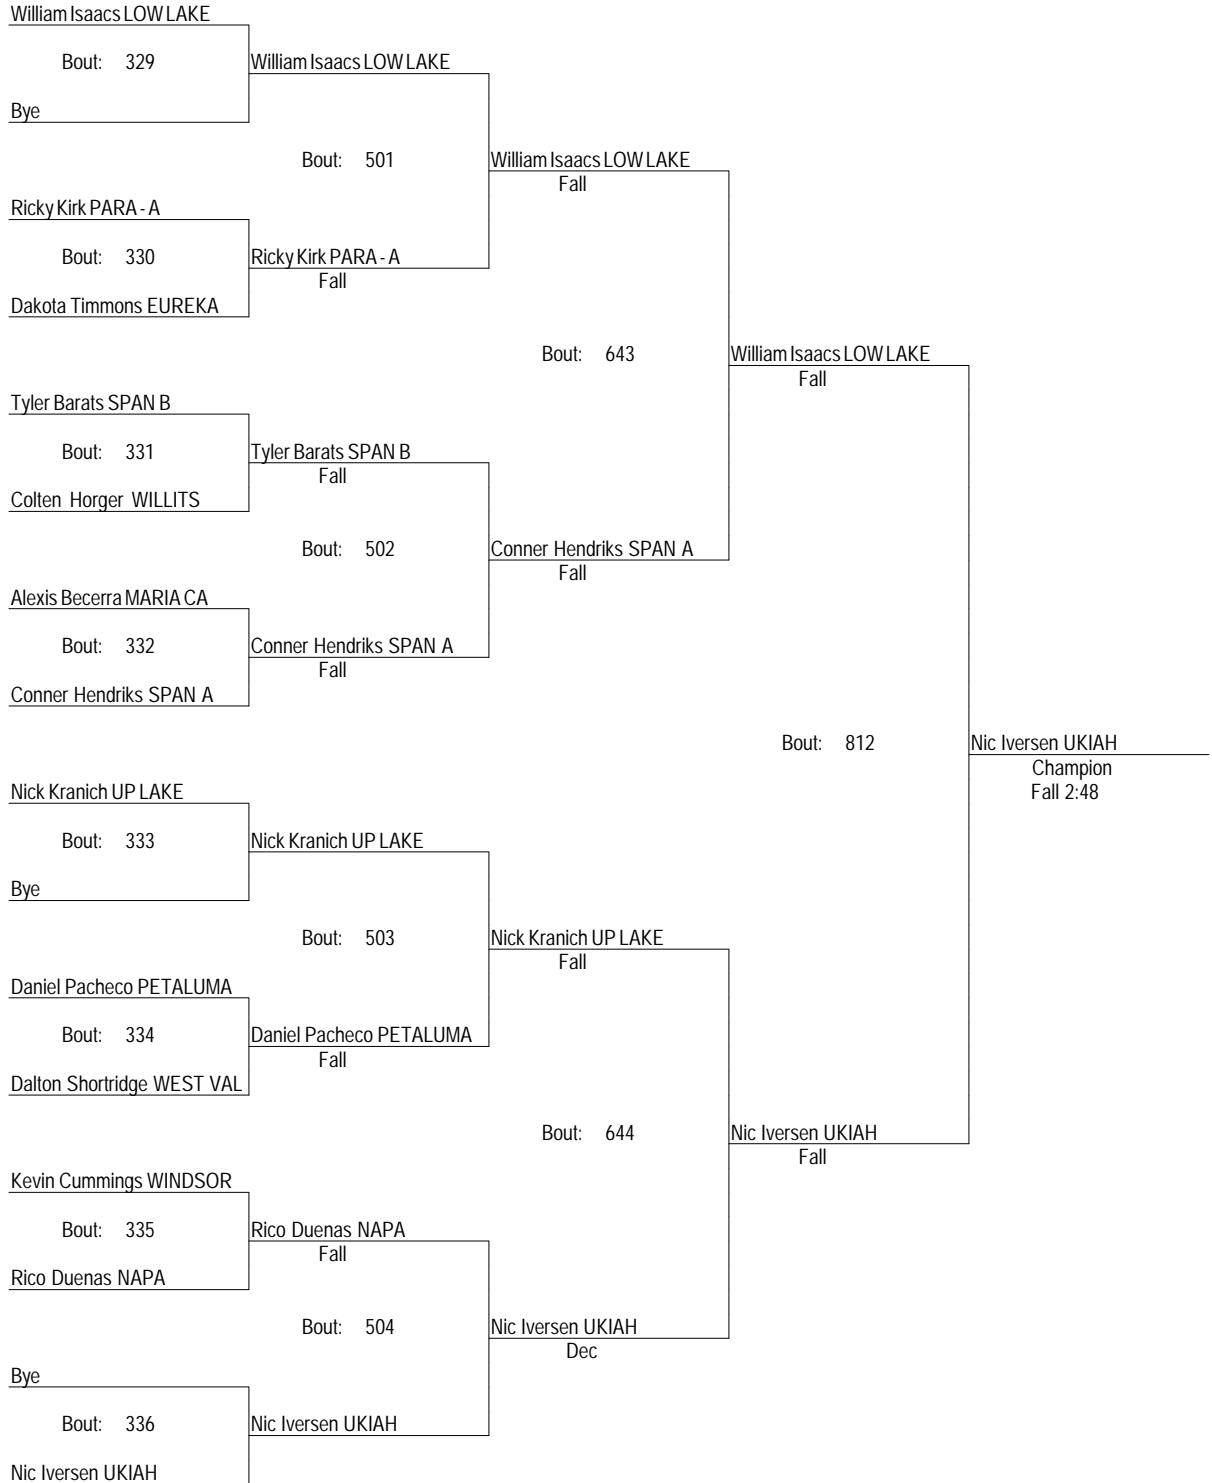 William Isaacs LOW LAKE
Bout: 329 William Isaacs LOW LAKE
Bye
Bout: 501 William Isaacs LOW LAKE
Fall
Ricky Kirk PARA - A
Bout: 330 Ricky Kirk PARA - A
Fall
Dakota Timmons EUREKA
Bout: 643 William Isaacs LOW LAKE
Fall
Tyler Barats SPAN B
Bout: 331 Tyler Barats SPAN B
Fall
Colten Horger WILLITS
Bout: 502 Conner Hendriks SPAN A
Fall
Alexis Becerra MARIA CA
Bout: 332 Conner Hendriks SPAN A
Fall
Conner Hendriks SPAN A
Bout: 812 Nic Iversen UKIAH
Champion
Fall 2:48
Nick Kranich UP LAKE
Bout: 333 Nick Kranich UP LAKE
Bye
Bout: 503 Nick Kranich UP LAKE
Fall
Daniel Pacheco PETALUMA
Bout: 334 Daniel Pacheco PETALUMA
Fall
Dalton Shortridge WEST VAL
Bout: 644 Nic Iversen UKIAH
Fall
Kevin Cummings WINDSOR
Bout: 335 Rico Duenas NAPA
Fall
Rico Duenas NAPA
Bout: 504 Nic Iversen UKIAH
Dec
Bye
Bout: 336 Nic Iversen UKIAH
Nic Iversen UKIAH